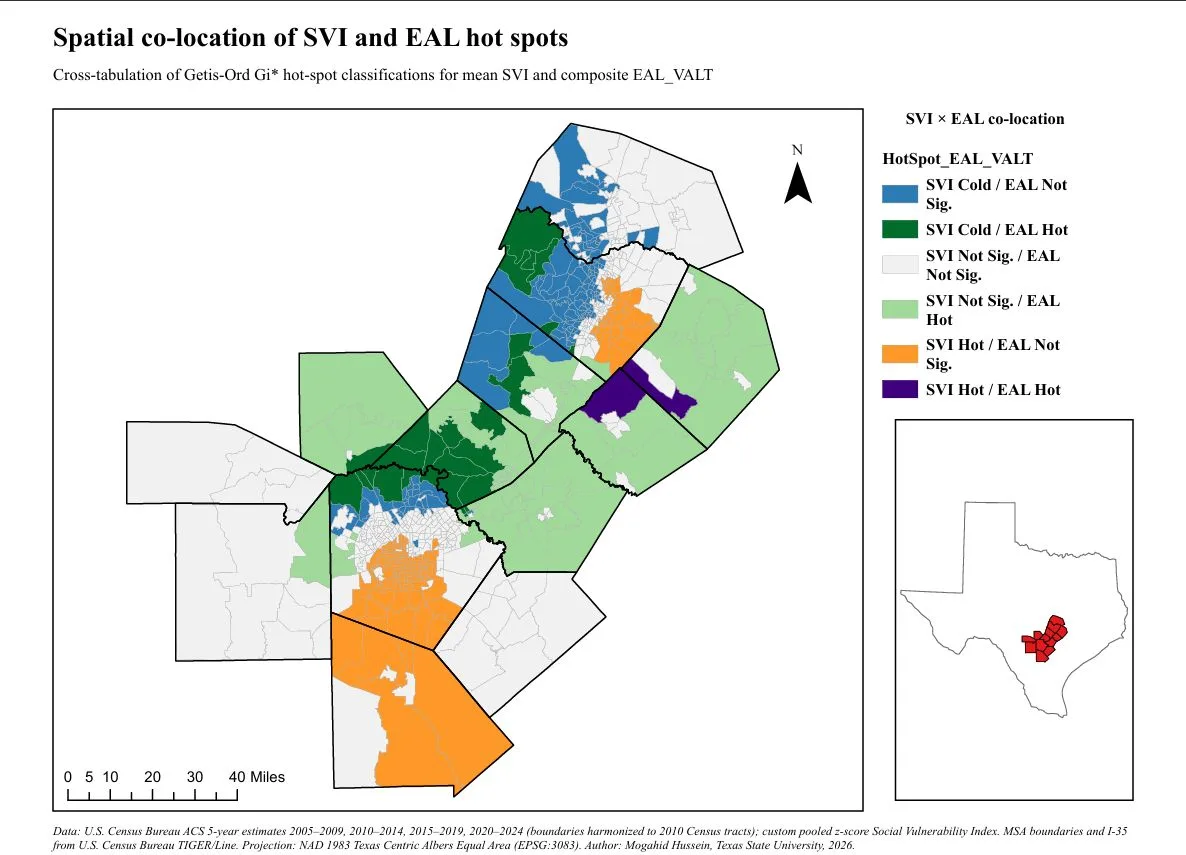 Spatial co-location of SVI and EAL hot spots
Cross-tabulation of Getis-Ord Gi* hot-spot classifications for mean SVI and composite EAL_VALT
N
0 5 10 20 30 40 Miles
SVI × EAL co-location
HotSpot_EAL_VALT
SVI Cold / EAL Not
Sig.
SVI Cold / EAL Hot
SVI Not Sig. / EAL
Not Sig.
SVI Not Sig. / EAL
Hot
SVI Hot / EAL Not
Sig.
SVI Hot / EAL Hot
Data: U.S. Census Bureau ACS 5-year estimates 2005–2009, 2010–2014, 2015–2019, 2020–2024 (boundaries harmonized to 2010 Census tracts); custom pooled z-score Social Vulnerability Index. MSA boundaries and I-35
from U.S. Census Bureau TIGER/Line. Projection: NAD 1983 Texas Centric Albers Equal Area (EPSG:3083). Author: Mogahid Hussein, Texas State University, 2026.